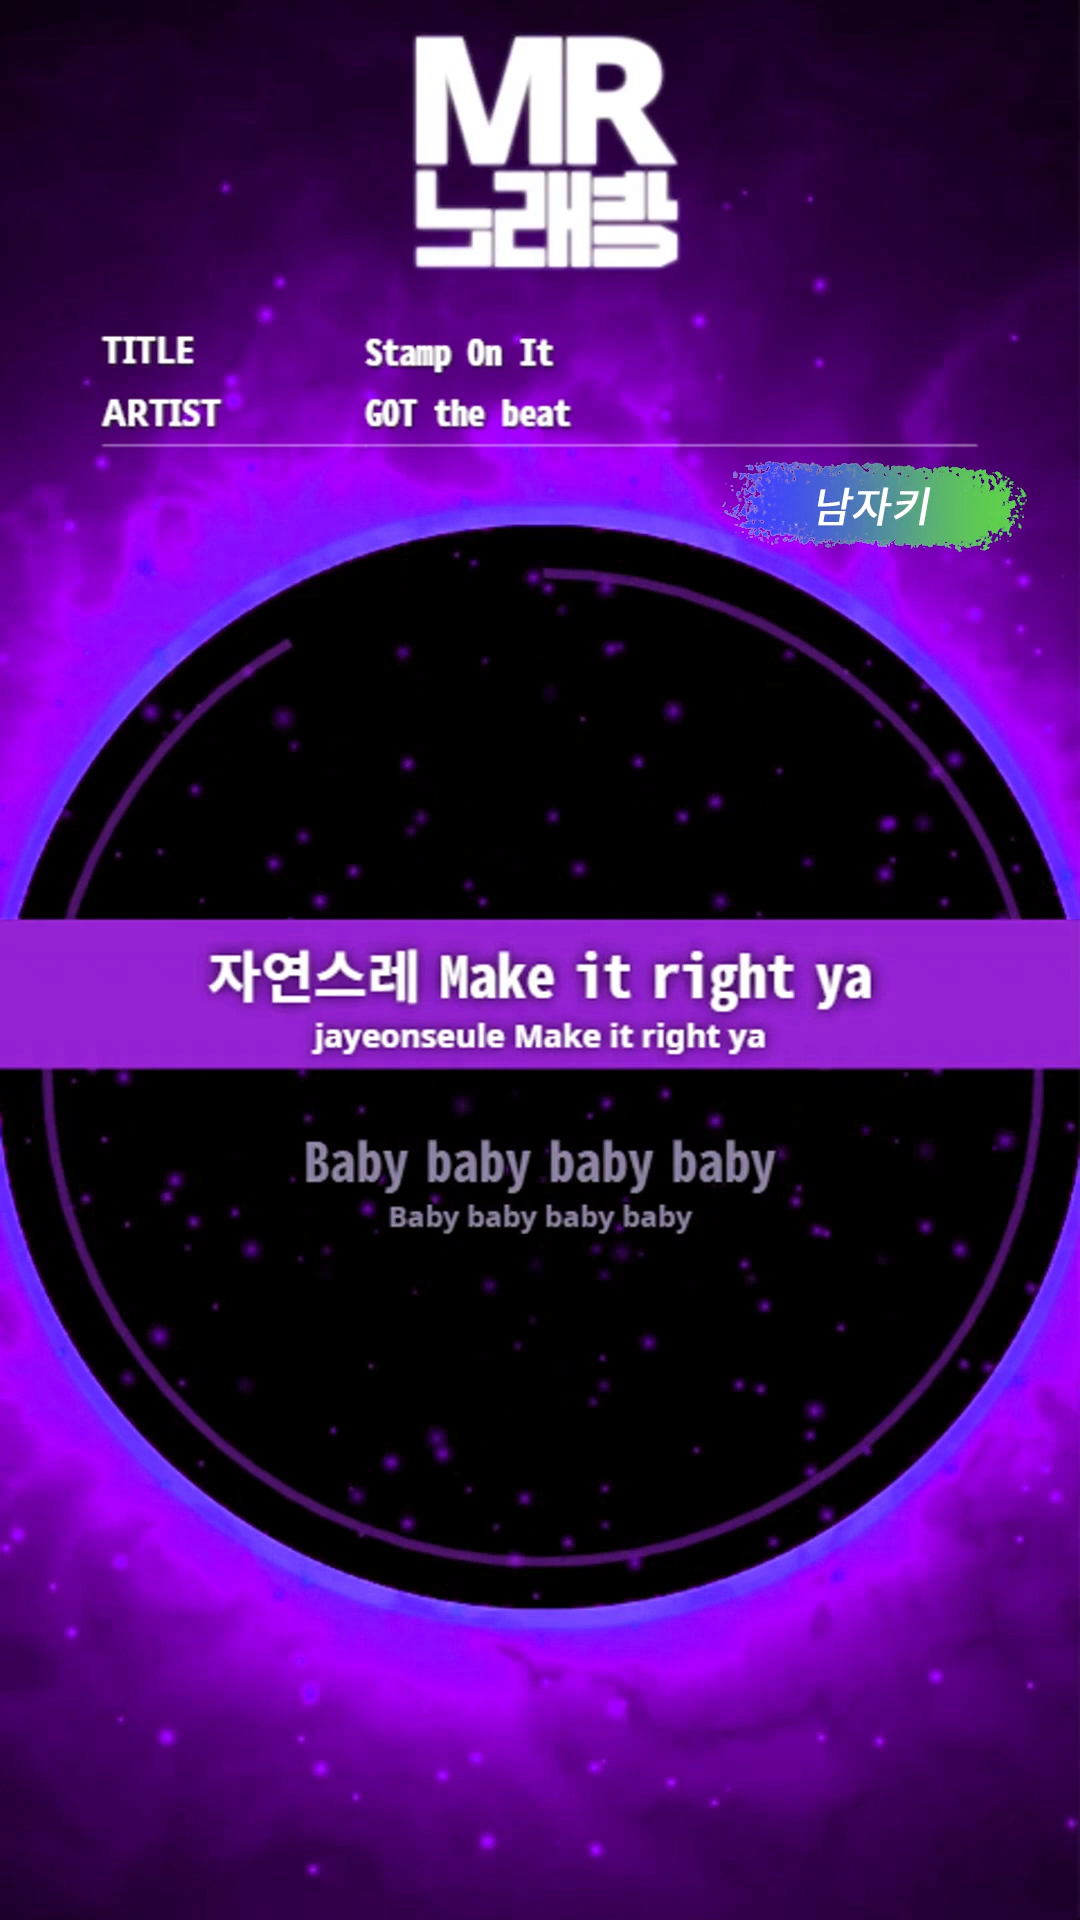 MR
노래방
TITLE Stamp On It
ARTIST GOT the beat
남자키
자연스레 Make it right ya
jayeonseule Make it right ya
Baby baby baby baby
Baby baby baby baby